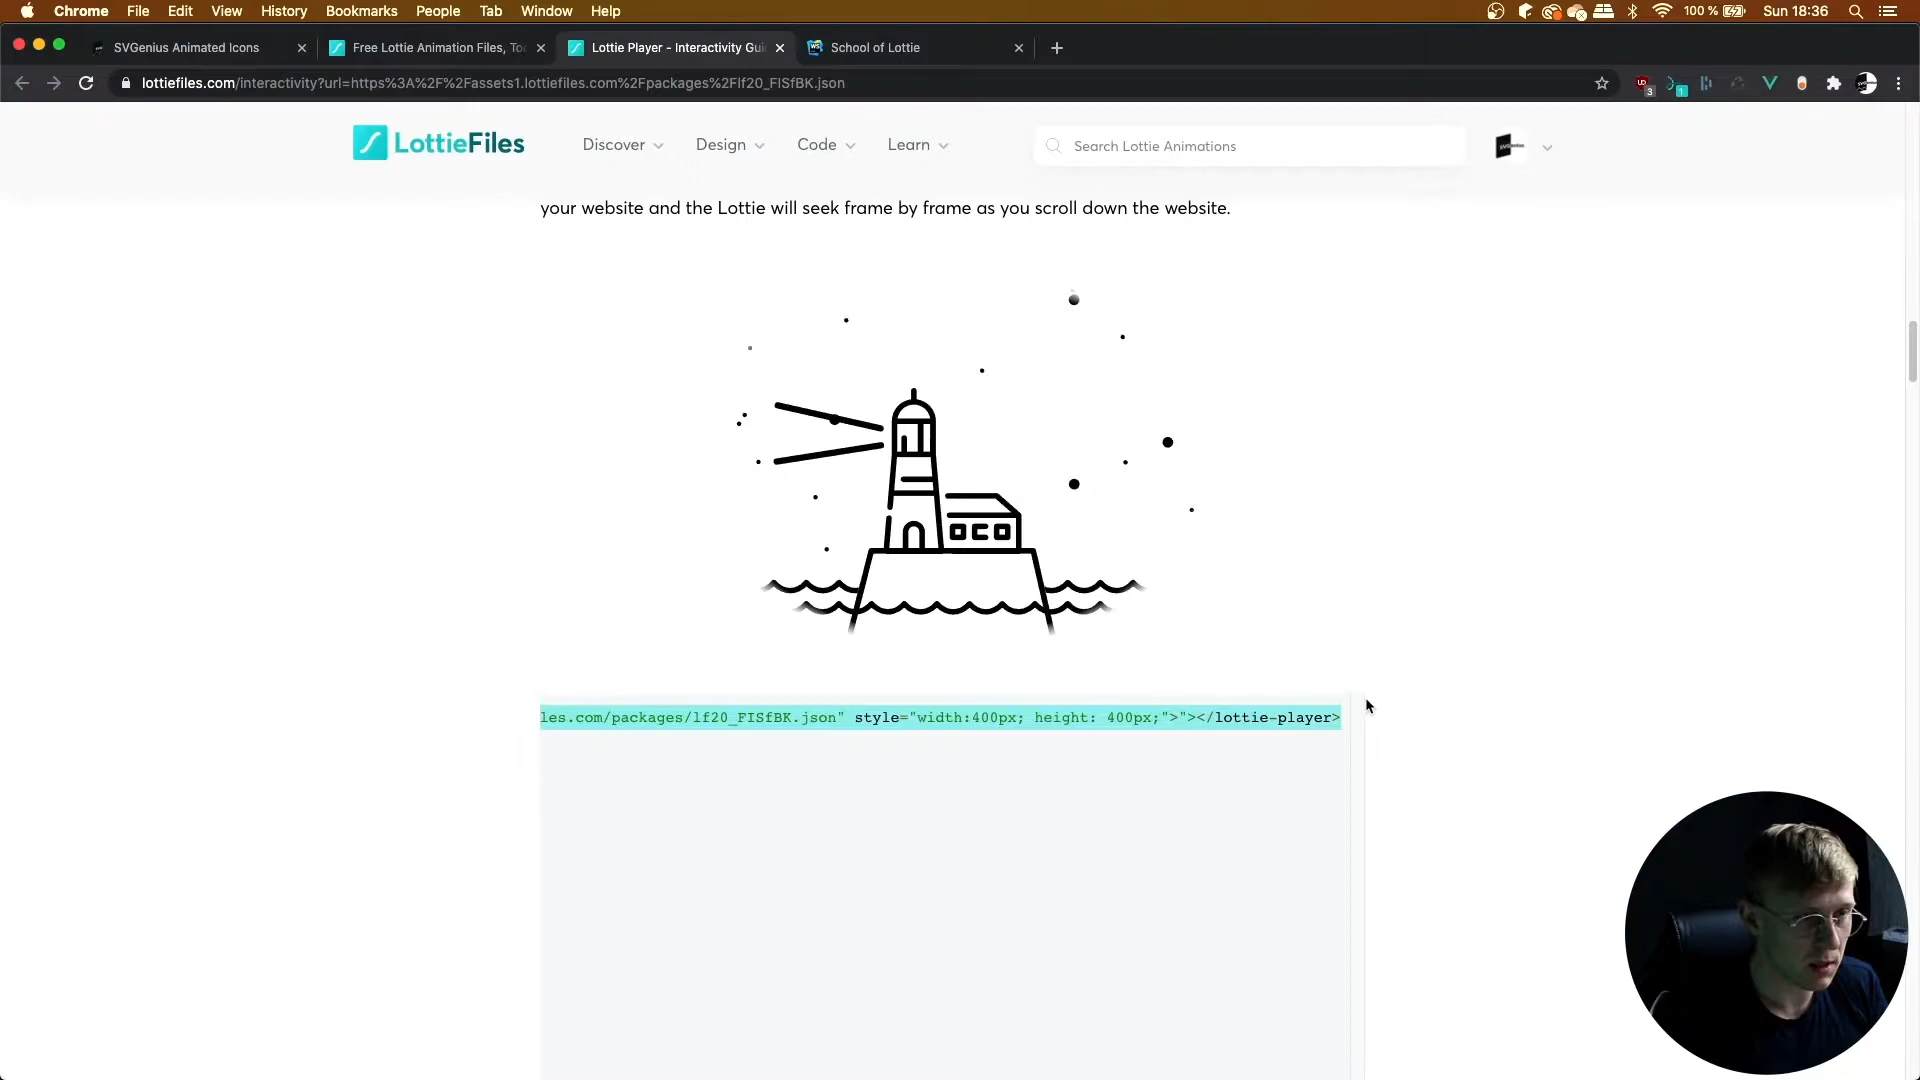 Chrome File Edit View History Bookmarks People Tab Window Help 100 % Sun 18:36
SVGenius Animated Icons Free Lottie Animation Files, To Lottie Player - Interactivity Gui School of Lottie
lottiefiles.com/interactivity?url=https%3A%2F%2Fassets1.lottiefiles.com%2Fpackages%2Flf20_FISfBK.json 3 1
LottieFiles Discover Design Code Learn Search Lottie Animations
your website and the Lottie will seek frame by frame as you scroll down the website.
les.com/packages/lf20_FISfBK.json" style="width:400px; height: 400px;">"></lottie-player>